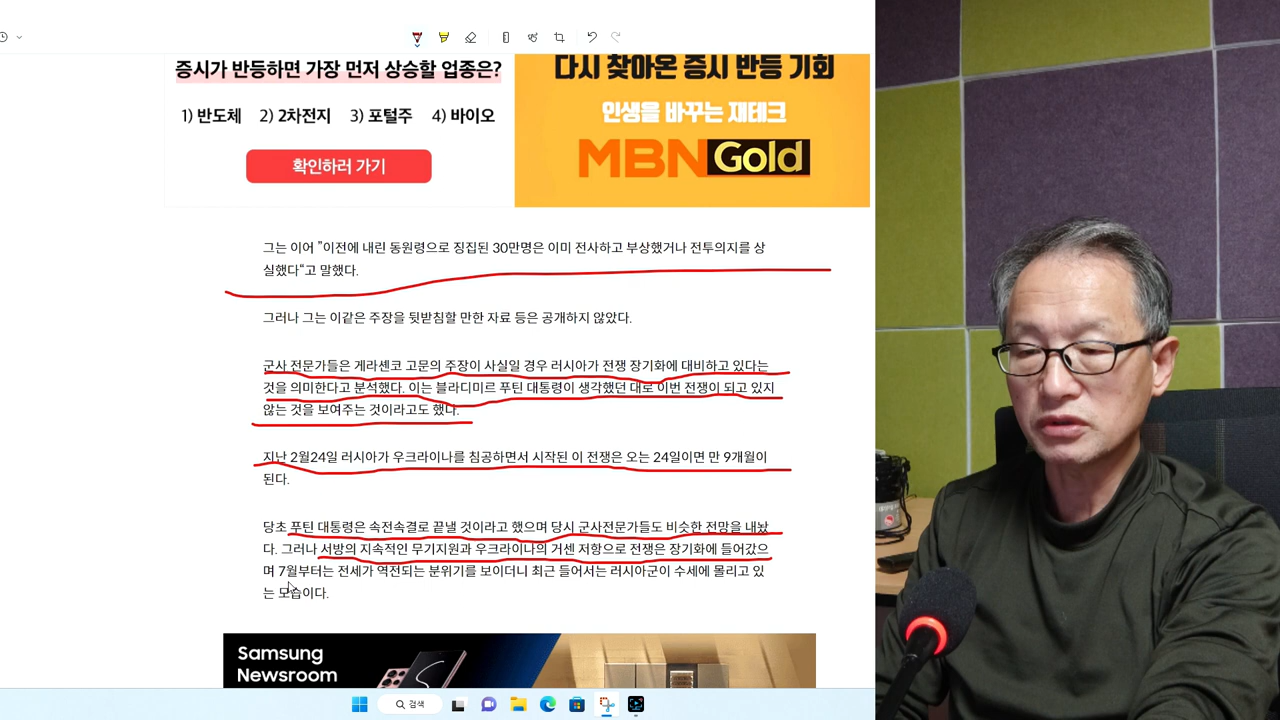 증시가 반등하면 가장 먼저 상승할 업종은?
1) 반도체 2) 2차전지 3) 포털주 4) 바이오
확인하러 가기
다시 찾아온 증시 반등 기회
인생을 바꾸는 재테크
MBN Gold
그는 이어 "이전에 내린 동원령으로 징집된 30만명은 이미 전사하고 부상했거나 전투의지를 상
실했다“고 말했다.
그러나 그는 이같은 주장을 뒷받침할 만한 자료 등은 공개하지 않았다.
군사 전문가들은 게라셴코 고문의 주장이 사실일 경우 러시아가 전쟁 장기화에 대비하고 있다는
것을 의미한다고 분석했다. 이는 블라디미르 푸틴 대통령이 생각했던 대로 이번 전쟁이 되고 있지
않는 것을 보여주는 것이라고도 했다.
지난 2월24일 러시아가 우크라이나를 침공하면서 시작된 이 전쟁은 오는 24일이면 만 9개월이
된다.
당초 푸틴 대통령은 속전속결로 끝낼 것이라고 했으며 당시 군사전문가들도 비슷한 전망을 내놨
다. 그러나 서방의 지속적인 무기지원과 우크라이나의 거센 저항으로 전쟁은 장기화에 들어갔으
며 7월부터는 전세가 역전되는 분위기를 보이더니 최근 들어서는 러시아군이 수세에 몰리고 있
는 모습이다.
Samsung
Newsroom
검색